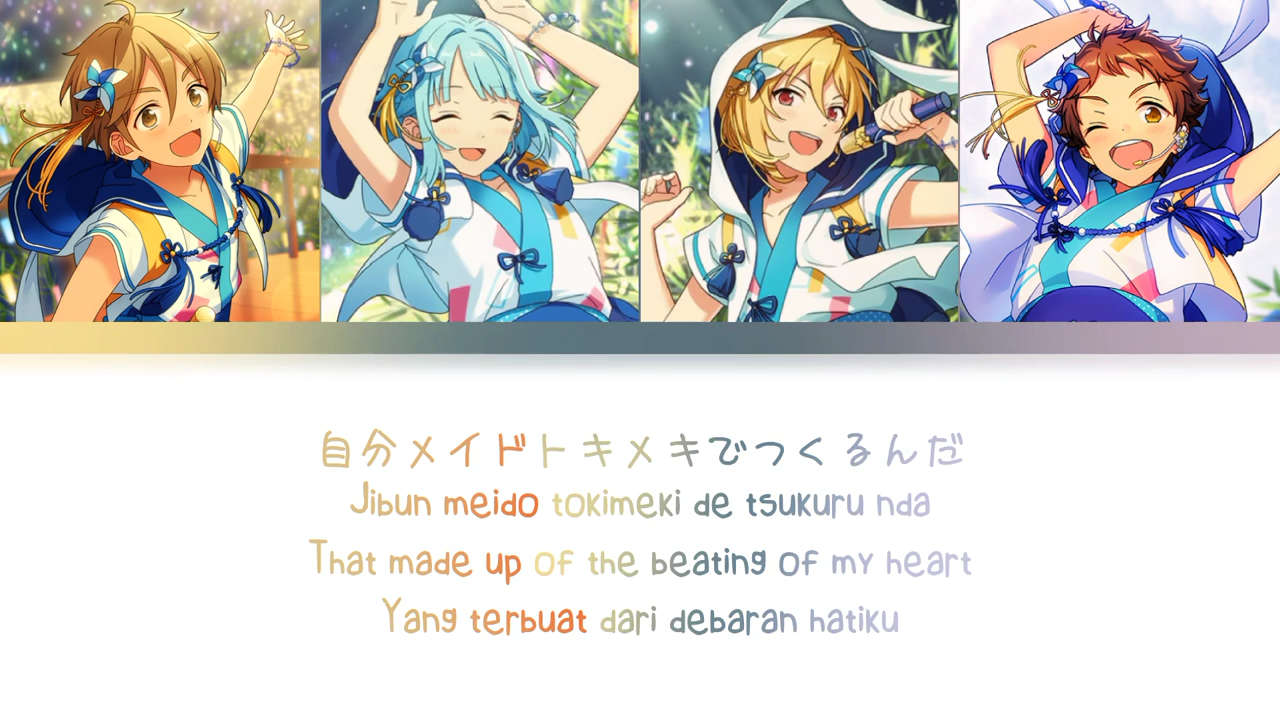 自分メイドトキメキでつくるんだ
Jibun meido tokimeki de tsukuru nda
That made up of the beating of my heart
Yang terbuat dari debaran hatiku